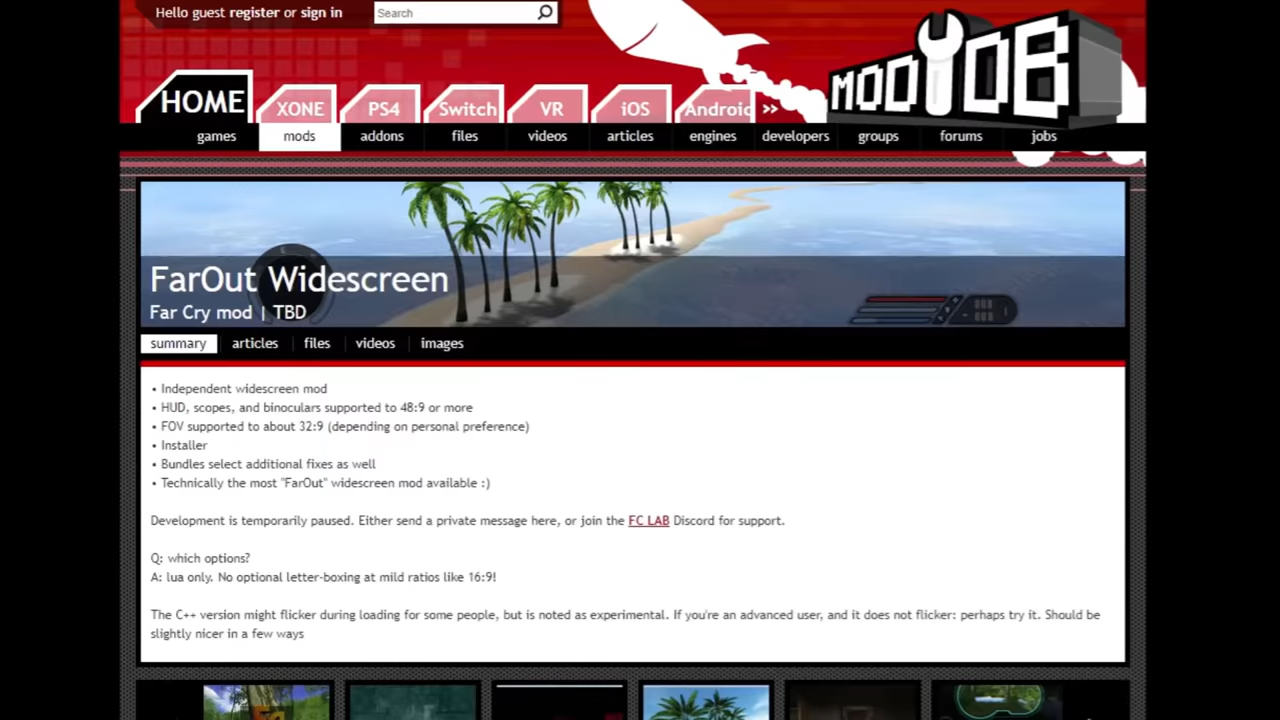 Hello guest register or sign in
Search
MODDB
HOME XONE PS4 Switch VR iOS Android »
games mods addons files videos articles engines developers groups forums jobs
FarOut Widescreen
Far Cry mod | TBD
summary articles files videos images
• Independent widescreen mod
• HUD, scopes, and binoculars supported to 48:9 or more
• FOV supported to about 32:9 (depending on personal preference)
• Installer
• Bundles select additional fixes as well
• Technically the most "FarOut" widescreen mod available :)
Development is temporarily paused. Either send a private message here, or join the FC LAB Discord for support.
Q: which options?
A: lua only. No optional letter-boxing at mild ratios like 16:9!
The C++ version might flicker during loading for some people, but is noted as experimental. If you're an advanced user, and it does not flicker: perhaps try it. Should be
slightly nicer in a few ways